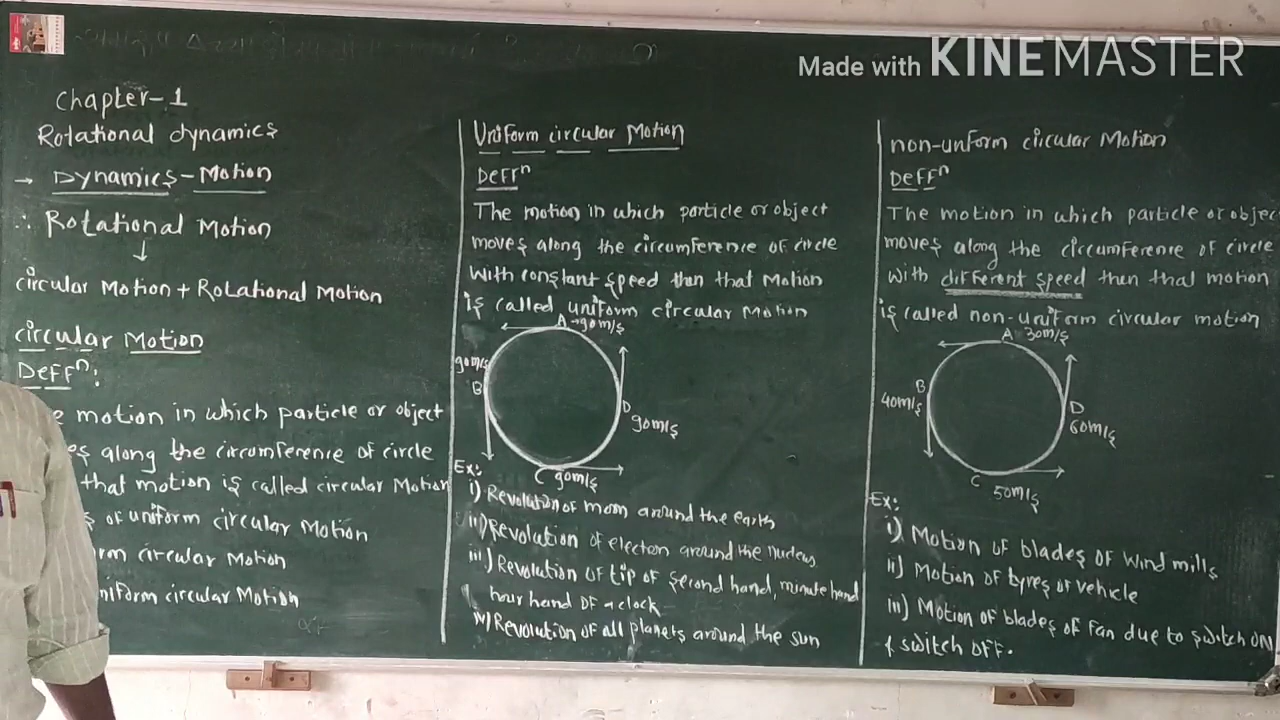 Made with KINEMASTER
Chapter-1
Rotational dynamics
→ Dynamics - Motion
∴ Rotational Motion
↓
circular Motion + Rotational Motion
circular Motion
Deffⁿ:
motion in which particle or object
along the circumference of circle
that motion is called circular Motion
of uniform circular Motion
circular Motion
circular Motion
Uniform circular Motion
Deffⁿ
The motion in which particle or object
moves along the circumference of circle
with constant speed then that Motion
is called uniform circular Motion
A → 90m/s
90m/s
B
D
90m/s
C 90m/s
Ex:
i) Revolution of moon around the earth
ii) Revolution of electron around the nucleus
iii) Revolution of tip of second hand, minute hand
hour hand of a clock
iv) Revolution of all planets around the sun
non-unform circular Motion
Deffⁿ
The motion in which particle or objec
moves along the circumference of circle
with different speed then that motion
is called non-uniform circular motion
A 30m/s
B
40m/s
D
60m/s
C 50m/s
Ex:
i) Motion of blades of wind mills
ii) Motion of tyres of vehicle
iii) Motion of blades of fan due to switch ON
& switch OFF.